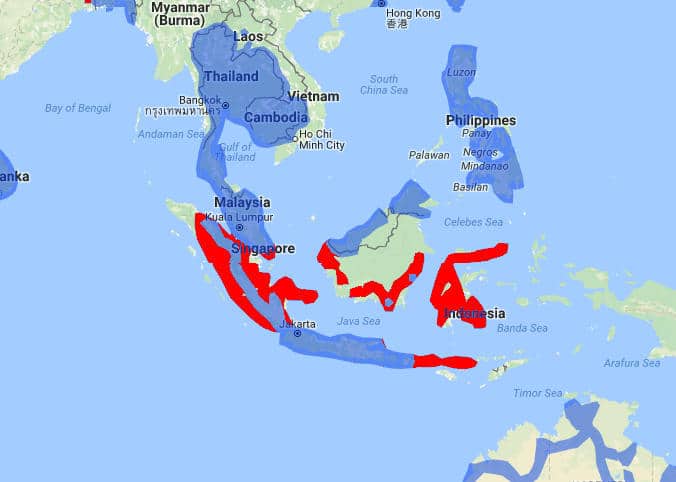 Myanmar
(Burma)
Hong Kong
香港
Laos
Thailand
South
China Sea
Luzon
Bay of Bengal
Bangkok
กรุงเทพมหานคร
Vietnam
Cambodia
Philippines
Andaman Sea
Ho Chi
Minh City
Panay
Gulf of
Thailand
Palawan
Negros
Mindanao
anka
Basilan
Malaysia
Kuala Lumpur
Celebes Sea
Singapore
Jakarta
Java Sea
Indonesia
Banda Sea
Arafura Sea
Timor Sea